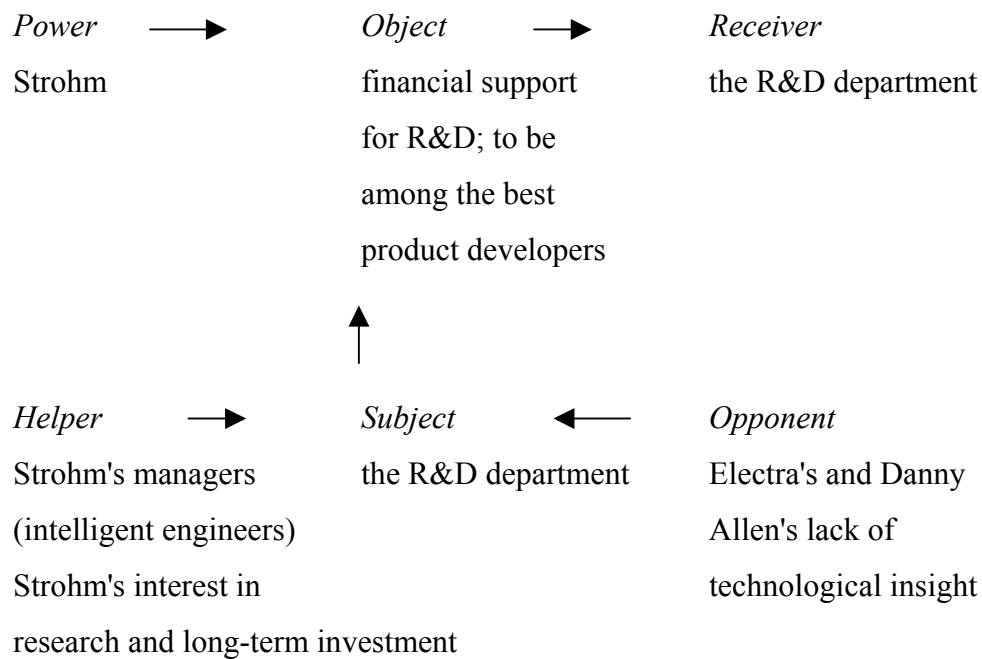 Power Object Receiver
Strohm financial support the R&D department
for R&D; to be
among the best
product developers
Helper Subject Opponent
Strohm's managers the R&D department Electra's and Danny
(intelligent engineers) Allen's lack of
Strohm's interest in technological insight
research and long-term investment